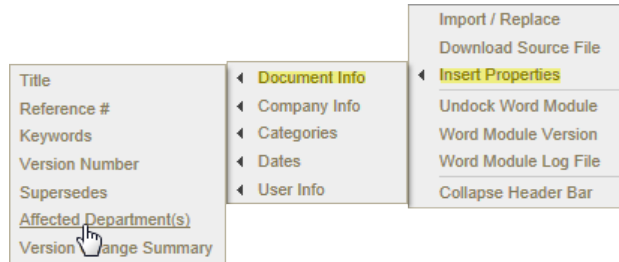 Import / Replace
Download Source File
Insert Properties
Undock Word Module
Word Module Version
Word Module Log File
Collapse Header Bar
Document Info
Company Info
Categories
Dates
User Info
Title
Reference #
Keywords
Version Number
Supersedes
Affected Department(s)
Version Change Summary